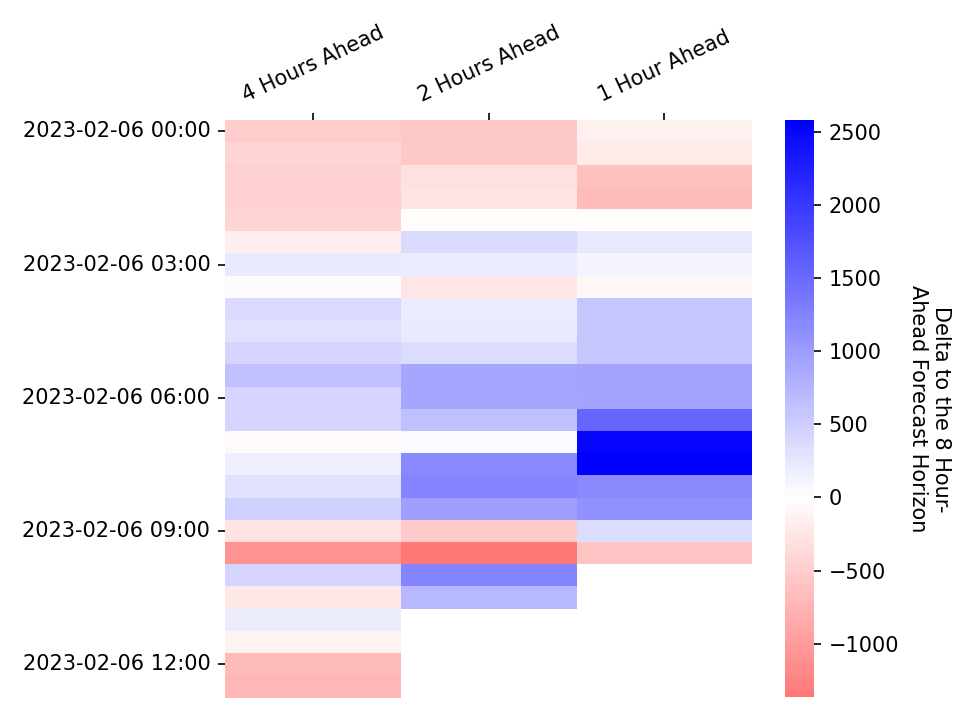 4 Hours Ahead
2 Hours Ahead
1 Hour Ahead
2023-02-06 00:00
2023-02-06 03:00
2023-02-06 06:00
2023-02-06 09:00
2023-02-06 12:00
2500
2000
1500
1000
500
0
−500
−1000
Delta to the 8 Hour-
Ahead Forecast Horizon